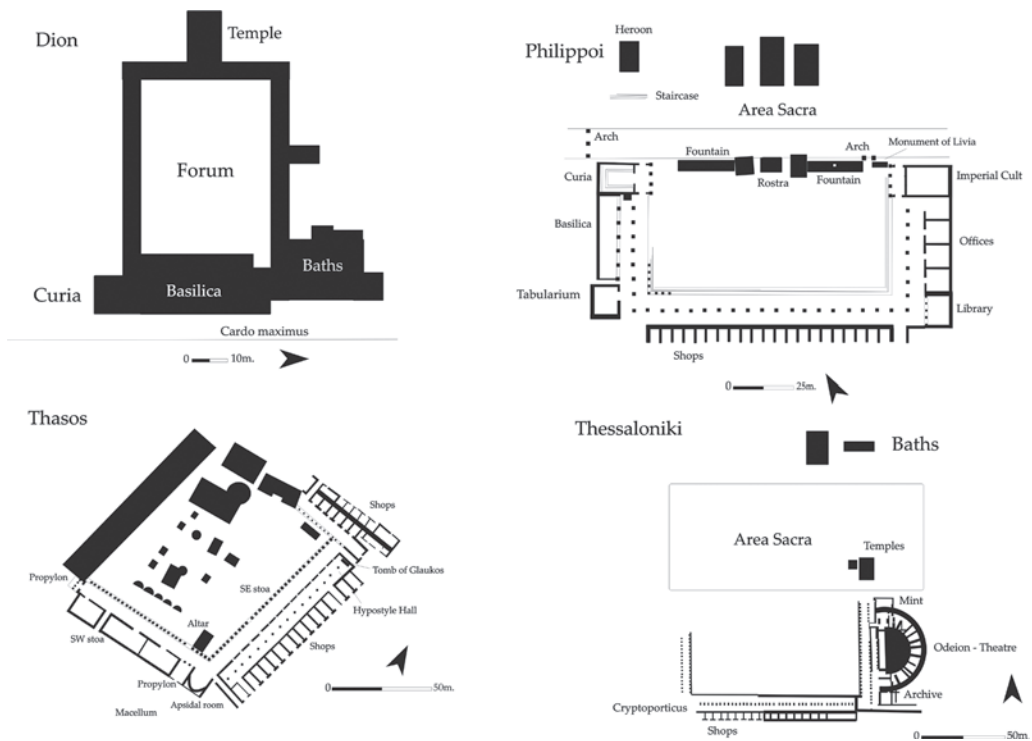 Dion
Temple
Forum
Baths
Curia
Basilica
Cardo maximus
0 10m.
Philippoi
Heroon
Staircase
Area Sacra
Arch
Fountain
Arch
Monument of Livia
Curia
Rostra
Fountain
Imperial Cult
Basilica
Offices
Tabularium
Library
Shops
0 25m.
Thasos
Shops
Propylon
Tomb of Glaukos
SE stoa
Hypostyle Hall
SW stoa
Altar
Shops
Propylon
Apsidal room
Macellum
0 50m.
Thessaloniki
Baths
Area Sacra
Temples
Mint
Odeion - Theatre
Archive
Cryptoporticus
Shops
0 50m.